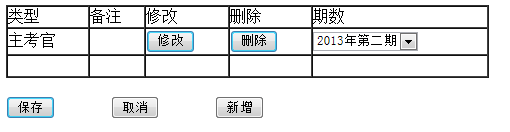 类型 备注 修改 删除 期数
主考官 修改 删除 2013年第二期
保存 取消 新增